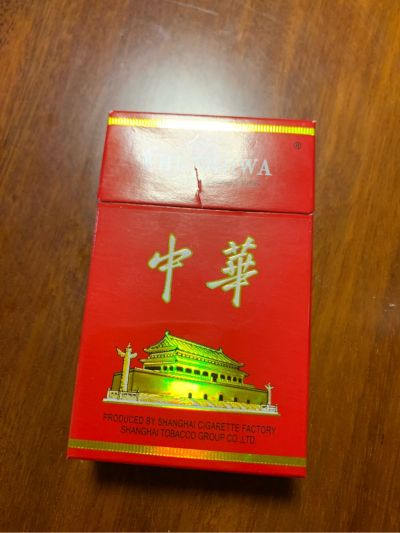 ®
中華
PRODUCED BY SHANGHAI CIGARETTE FACTORY
SHANGHAI TOBACCO GROUP CO.,LTD.